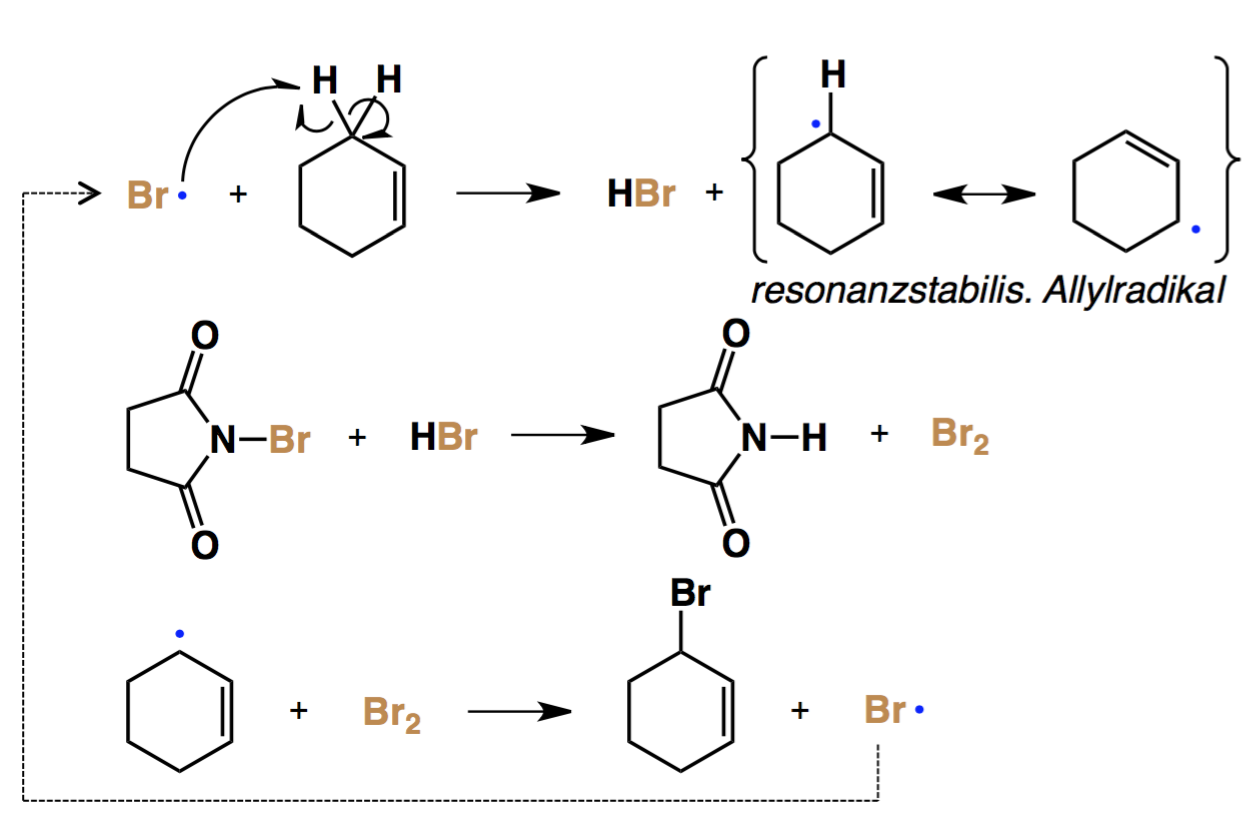 H H
Br • + HBr + H
resonanzstabilis. Allylradikal
O O
N—Br + HBr N—H + Br2
O O
Br
+ Br2 + Br •